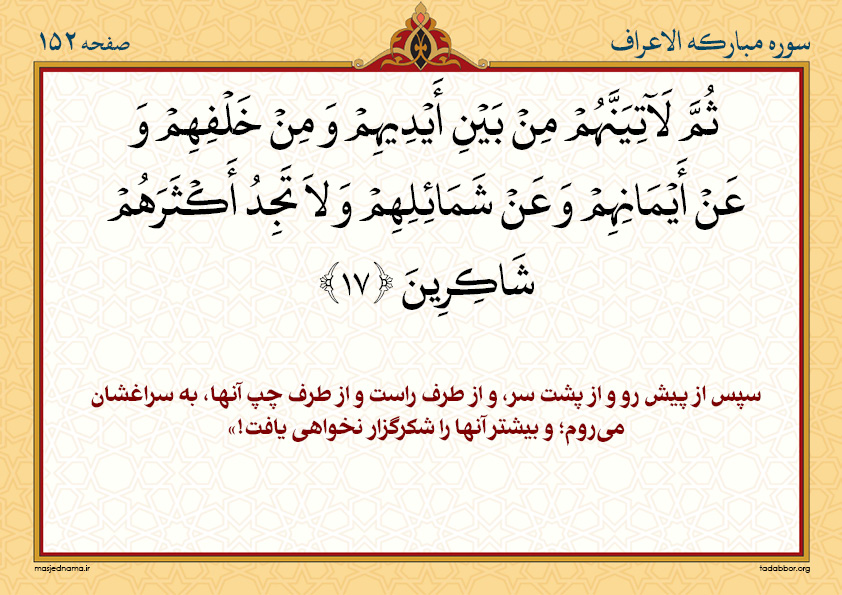 سوره مبارکه الاعراف
صفحه ۱۵۲
ثُمَّ لَآتِيَنَّهُمْ مِنْ بَيْنِ أَيْدِيهِمْ وَ مِنْ خَلْفِهِمْ وَ
عَنْ أَيْمَانِهِمْ وَ عَنْ شَمَائِلِهِمْ وَ لاَ تَجِدُ أَكْثَرَهُمْ
شَاكِرِينَ ﴿۱۷﴾
سپس از پیش رو و از پشت سر، و از طرف راست و از طرف چپ آنها، به سراغشان
می‌روم؛ و بیشتر آنها را شکرگزار نخواهی یافت!»
masjednama.ir
tadabbor.org